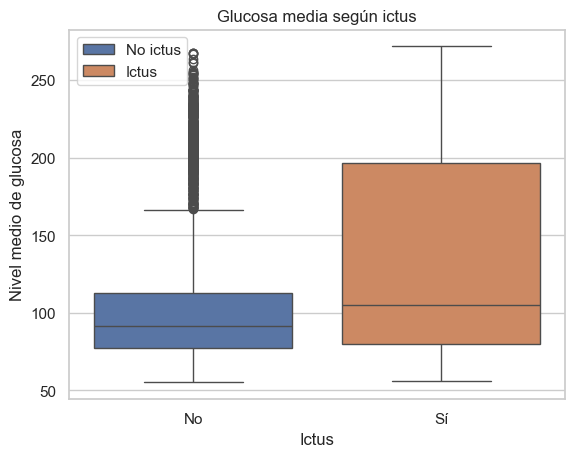 Glucosa media según ictus
No ictus
Ictus
250
200
150
100
50
Nivel medio de glucosa
No
Sí
Ictus